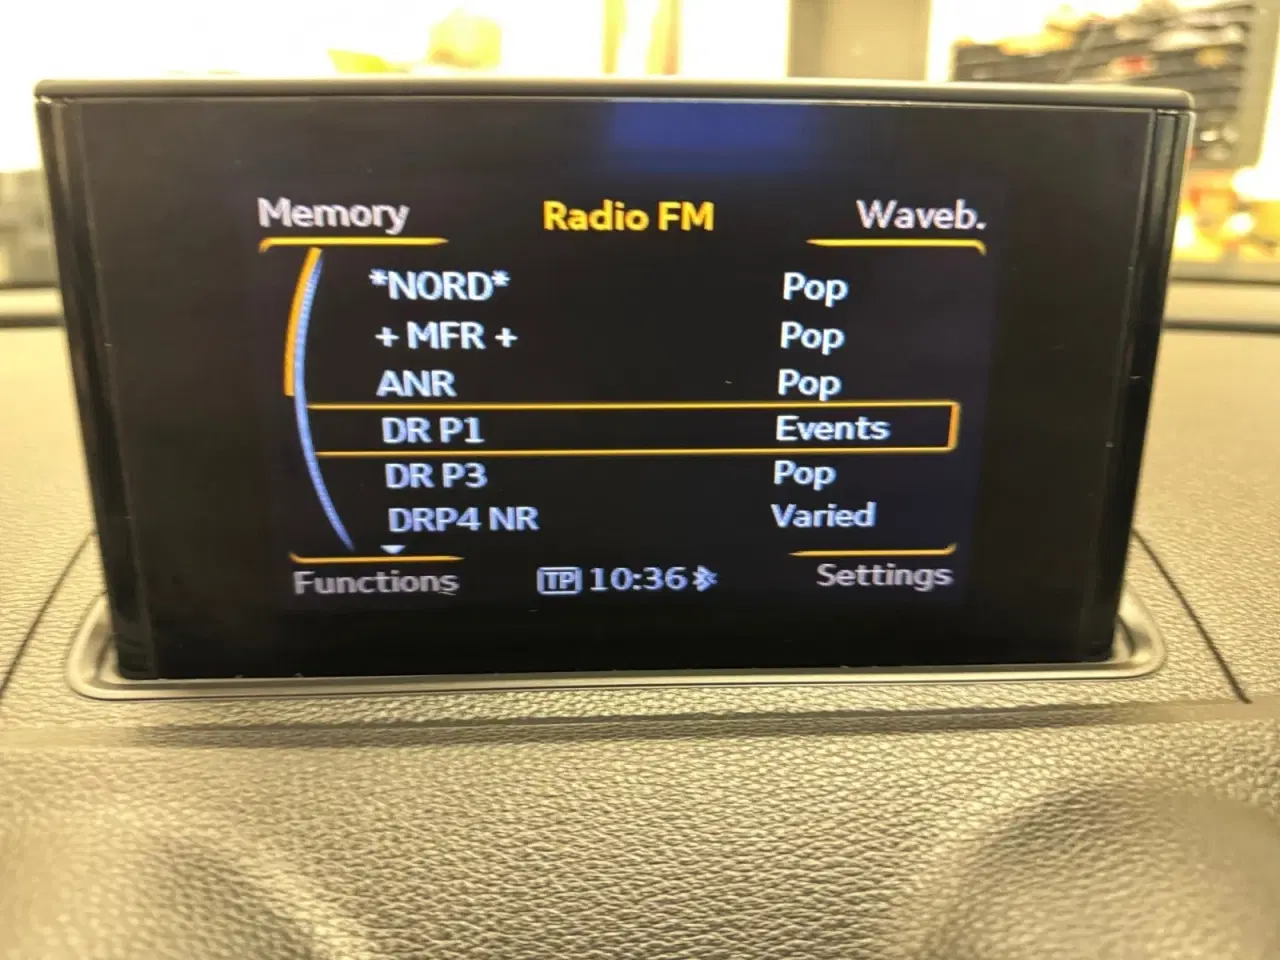 Memory Radio FM Waveb.
*NORD* Pop
+ MFR + Pop
ANR Pop
DR P1 Events
DR P3 Pop
DRP4 NR Varied
Functions TP 10:36 Settings